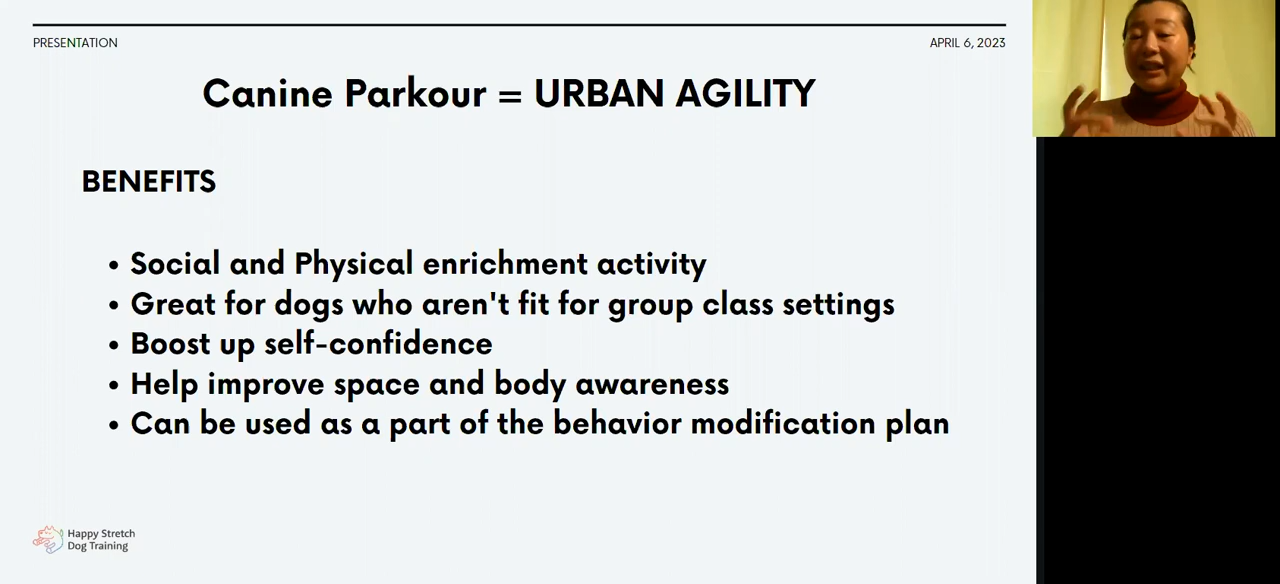 PRESENTATION
APRIL 6, 2023
Canine Parkour = URBAN AGILITY
BENEFITS
• Social and Physical enrichment activity
• Great for dogs who aren't fit for group class settings
• Boost up self-confidence
• Help improve space and body awareness
• Can be used as a part of the behavior modification plan
Happy Stretch
Dog Training